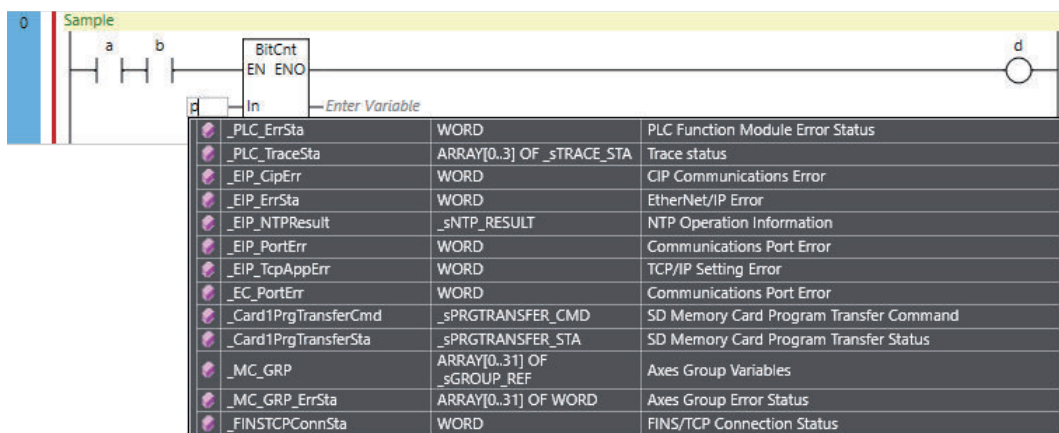 0 Sample
a b d
BitCnt
EN ENO
p In Enter Variable
_PLC_ErrSta WORD PLC Function Module Error Status
_PLC_TraceSta ARRAY[0..3] OF _sTRACE_STA Trace status
_EIP_CipErr WORD CIP Communications Error
_EIP_ErrSta WORD EtherNet/IP Error
_EIP_NTPResult _sNTP_RESULT NTP Operation Information
_EIP_PortErr WORD Communications Port Error
_EIP_TcpAppErr WORD TCP/IP Setting Error
_EC_PortErr WORD Communications Port Error
_Card1PrgTransferCmd _sPRGTRANSFER_CMD SD Memory Card Program Transfer Command
_Card1PrgTransferSta _sPRGTRANSFER_STA SD Memory Card Program Transfer Status
_MC_GRP ARRAY[0..31] OF
_sGROUP_REF Axes Group Variables
_MC_GRP_ErrSta ARRAY[0..31] OF WORD Axes Group Error Status
_FINSTCPConnSta WORD FINS/TCP Connection Status